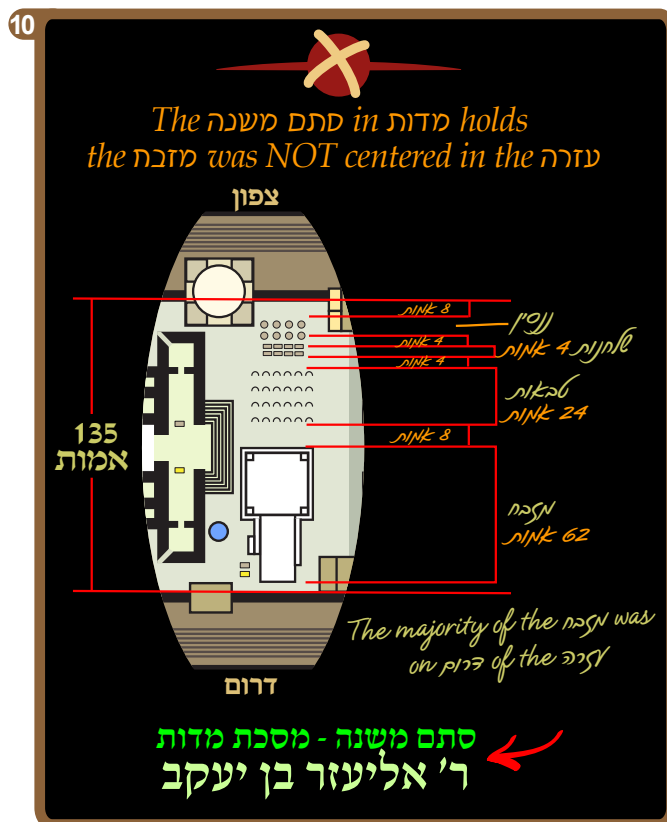 10
The סתם משנה in מדות holds
the מזבח was NOT centered in the עזרה
צפון
8 אמות
ננסין
4 אמות
שלחנות 4 אמות
4 אמות
טבאות
24 אמות
8 אמות
135
אמות
מזבח
62 אמות
The majority of the מזבח was
on דרום of the עזרה
דרום
סתם משנה - מסכת מדות
ר' אליעזר בן יעקב